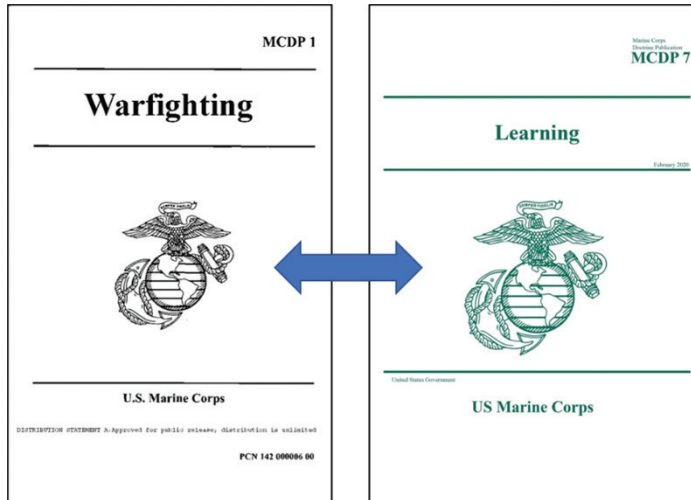 MCDP 1
Warfighting
U.S. Marine Corps
DISTRIBUTION STATEMENT A:Approved for public release; distribution is unlimited
PCN 142 000006 00
Marine Corps
Doctrine Publication
MCDP 7
Learning
February 2020
United States Government
US Marine Corps